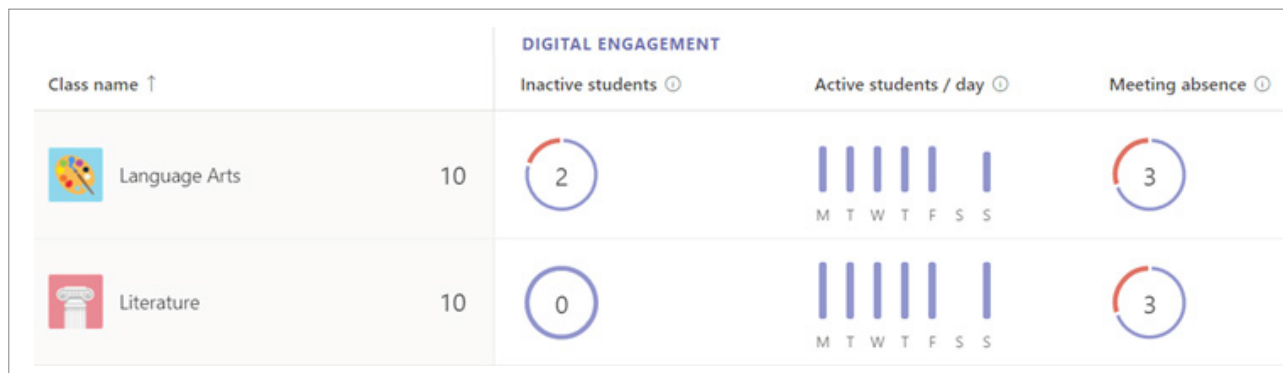 DIGITAL ENGAGEMENT
Class name ↑ Inactive students ⓘ Active students / day ⓘ Meeting absence ⓘ
Language Arts 10 2 3
M T W T F S S
Literature 10 0 3
M T W T F S S